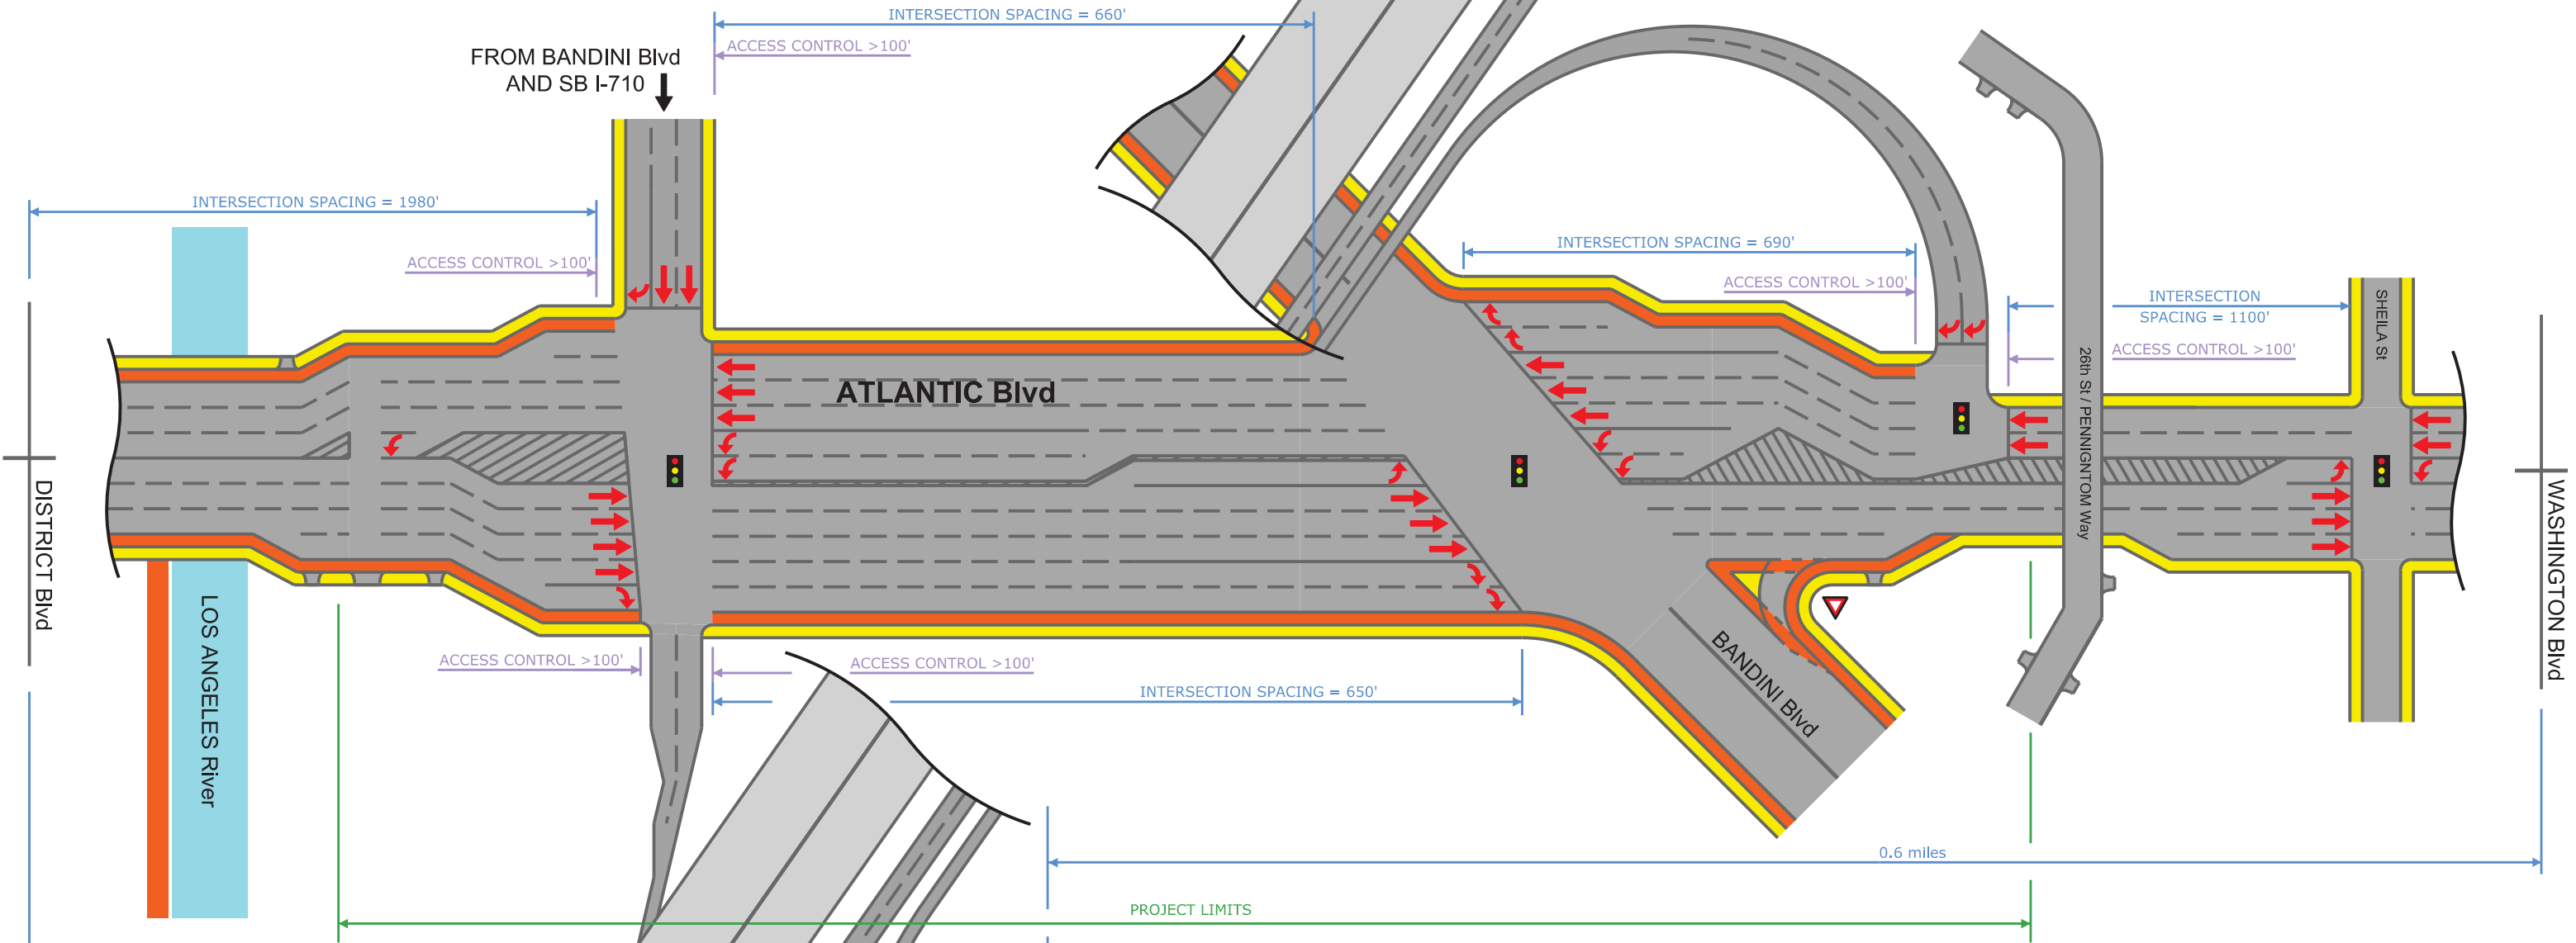 INTERSECTION SPACING = 660'
ACCESS CONTROL >100'
FROM BANDINI Blvd
AND SB I-710
INTERSECTION SPACING = 1980'
ACCESS CONTROL >100'
INTERSECTION SPACING = 690'
ACCESS CONTROL >100'
INTERSECTION
SPACING = 1100'
ACCESS CONTROL >100'
SHEILA St
26th St / PENNIGNTOM Way
ATLANTIC Blvd
DISTRICT Blvd
WASHINGTON Blvd
LOS ANGELES River
ACCESS CONTROL >100'
ACCESS CONTROL >100'
INTERSECTION SPACING = 650'
BANDINI Blvd
0.6 miles
PROJECT LIMITS